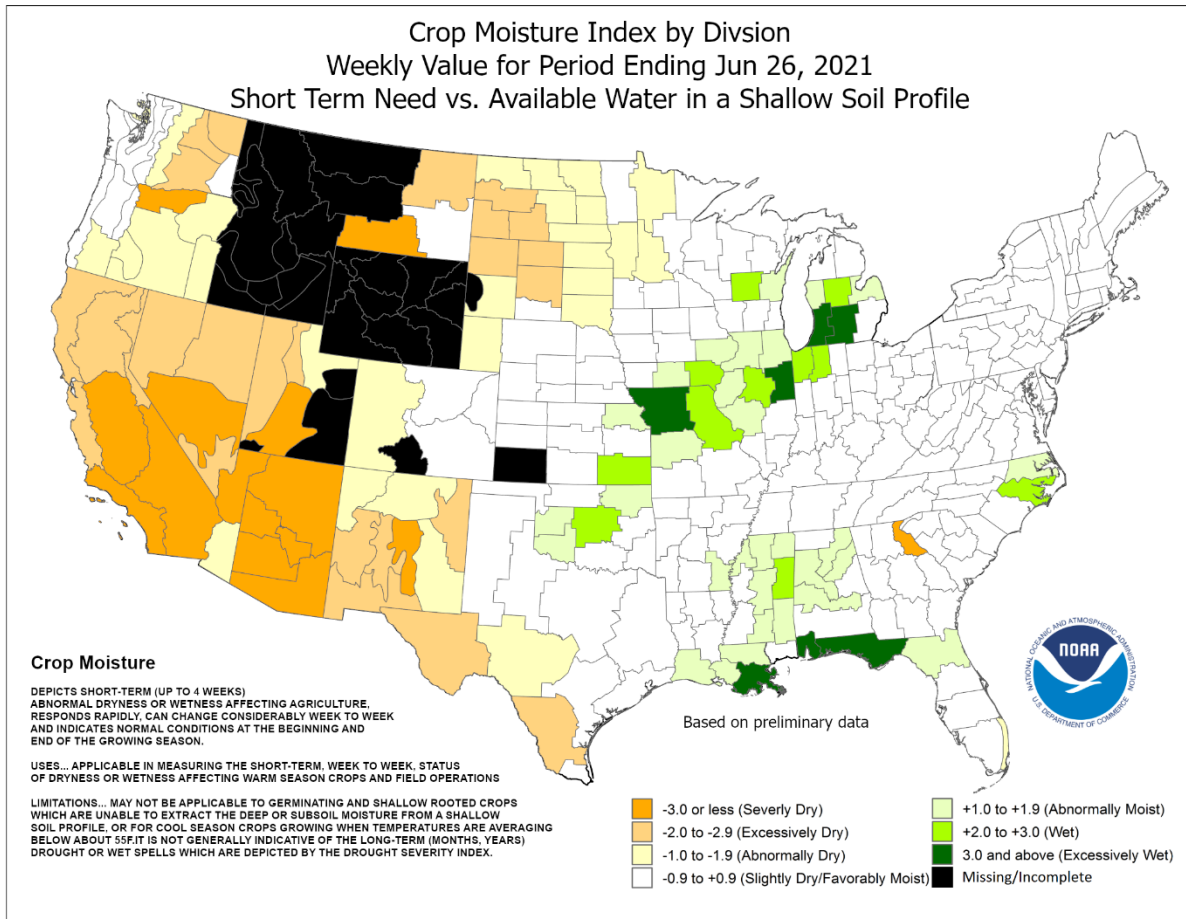 Crop Moisture Index by Divsion
Weekly Value for Period Ending Jun 26, 2021
Short Term Need vs. Available Water in a Shallow Soil Profile
Crop Moisture
DEPICTS SHORT-TERM (UP TO 4 WEEKS)
ABNORMAL DRYNESS OR WETNESS AFFECTING AGRICULTURE,
RESPONDS RAPIDLY, CAN CHANGE CONSIDERABLY WEEK TO WEEK
AND INDICATES NORMAL CONDITIONS AT THE BEGINNING AND
END OF THE GROWING SEASON.
USES... APPLICABLE IN MEASURING THE SHORT-TERM, WEEK TO WEEK, STATUS
OF DRYNESS OR WETNESS AFFECTING WARM SEASON CROPS AND FIELD OPERATIONS
LIMITATIONS... MAY NOT BE APPLICABLE TO GERMINATING AND SHALLOW ROOTED CROPS
WHICH ARE UNABLE TO EXTRACT THE DEEP OR SUBSOIL MOISTURE FROM A SHALLOW
SOIL PROFILE, OR FOR COOL SEASON CROPS GROWING WHEN TEMPERATURES ARE AVERAGING
BELOW ABOUT 55F.IT IS NOT GENERALLY INDICATIVE OF THE LONG-TERM (MONTHS, YEARS)
DROUGHT OR WET SPELLS WHICH ARE DEPICTED BY THE DROUGHT SEVERITY INDEX.
Based on preliminary data
NATIONAL OCEANIC AND ATMOSPHERIC ADMINISTRATION
NOAA
U.S. DEPARTMENT OF COMMERCE
-3.0 or less (Severly Dry)
-2.0 to -2.9 (Excessively Dry)
-1.0 to -1.9 (Abnormally Dry)
-0.9 to +0.9 (Slightly Dry/Favorably Moist)
+1.0 to +1.9 (Abnormally Moist)
+2.0 to +3.0 (Wet)
3.0 and above (Excessively Wet)
Missing/Incomplete